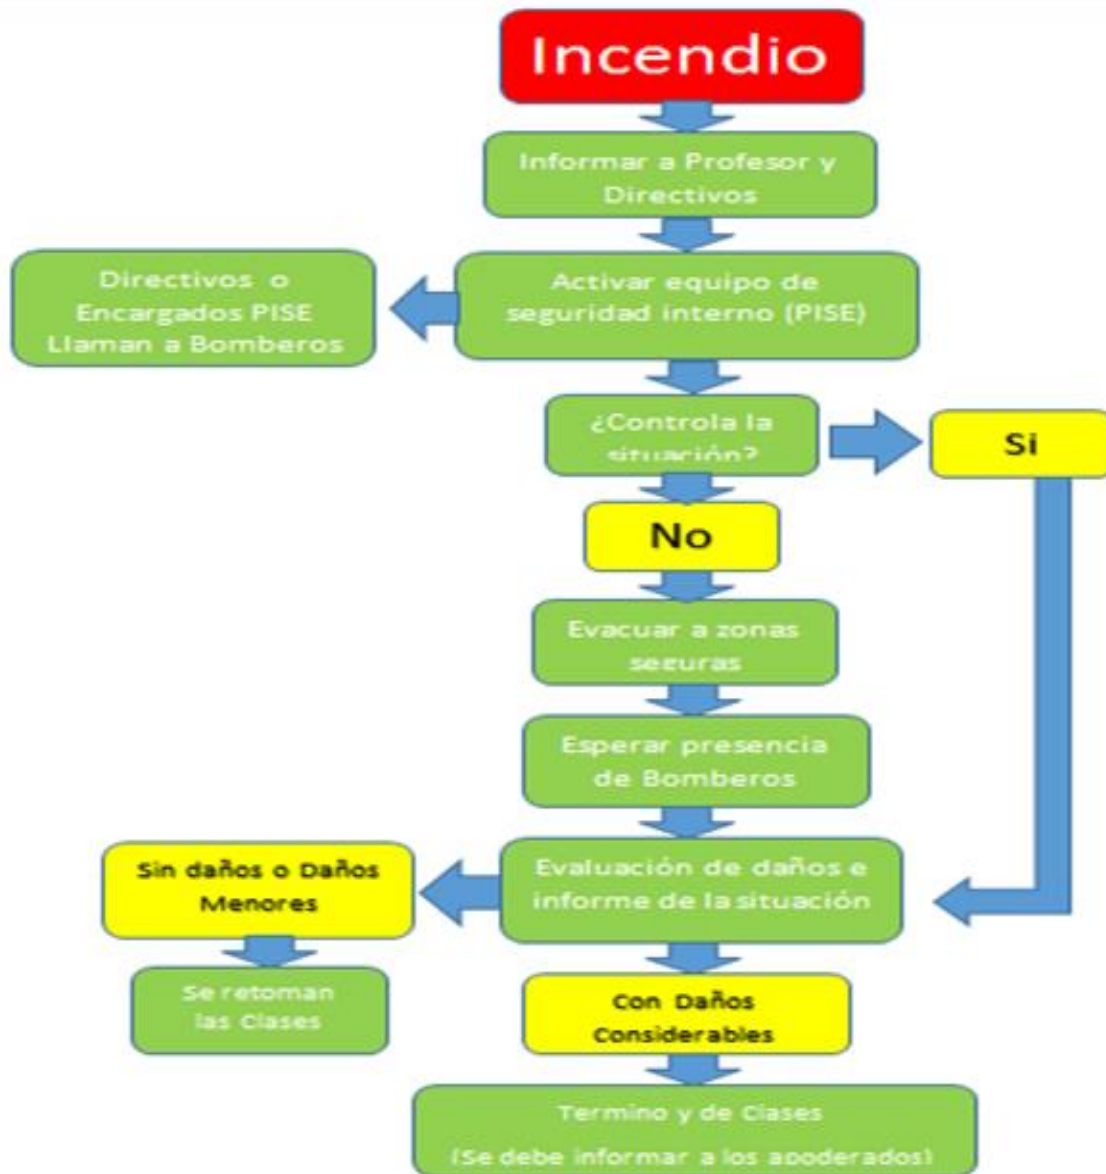 Incendio
Informar a Profesor y
Directivos
Directivos o
Encargados PISE
Llaman a Bomberos
Activar equipo de
seguridad interno (PISE)
¿Controla la
situación?
Si
No
Evacuar a zonas
seguras
Esperar presencia
de Bomberos
Sin daños o Daños
Menores
Evaluación de daños e
informe de la situación
Se retoman
las Clases
Con Daños
Considerables
Termino y de Clases
(Se debe informar a los apoderados)